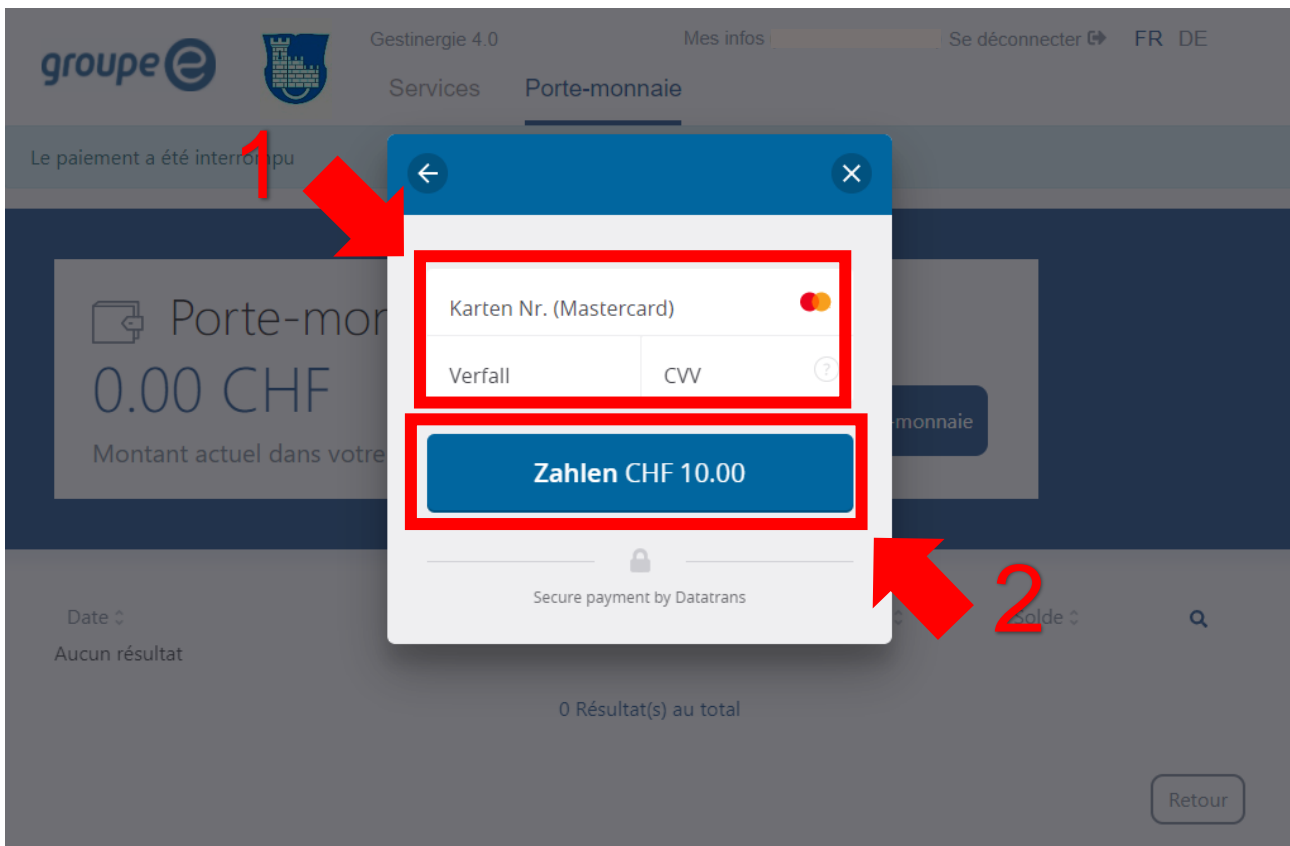 groupe e
Gestinergie 4.0
Mes infos
Se déconnecter
FR DE
Services
Porte-monnaie
Le paiement a été interrompu
1
Karten Nr. (Mastercard)
Verfall
CVV
0.00 CHF
Montant actuel dans votre
monnaie
Zahlen CHF 10.00
Secure payment by Datatrans
2
Date
Solde
Aucun résultat
0 Résultat(s) au total
Retour